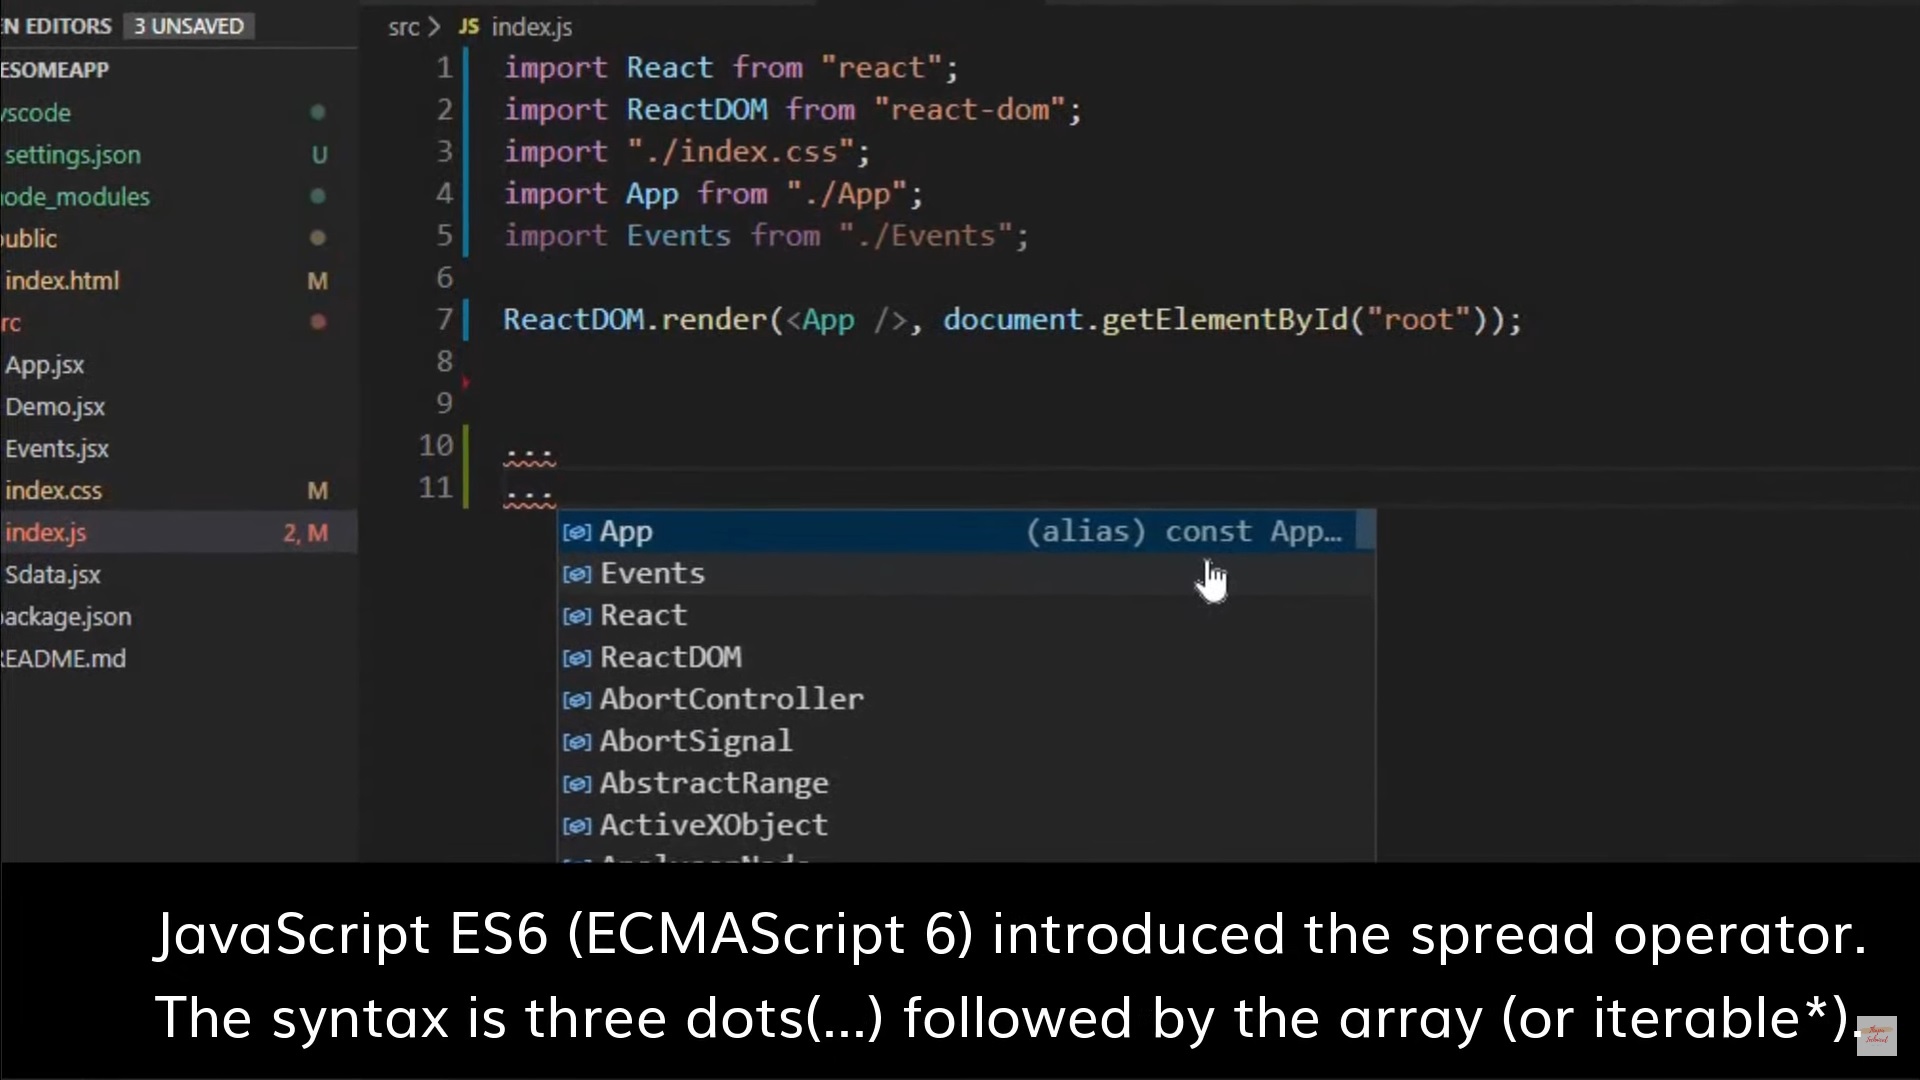 EN EDITORS 3 UNSAVED
ESOMEAPP
vscode
settings.json U
node_modules
public
index.html M
rc
App.jsx
Demo.jsx
Events.jsx
index.css M
index.js 2, M
Sdata.jsx
package.json
README.md
src > JS index.js
1 import React from "react";
2 import ReactDOM from "react-dom";
3 import "./index.css";
4 import App from "./App";
5 import Events from "./Events";
6
7 ReactDOM.render(<App />, document.getElementById("root"));
8
9
10 ...
11 ...
App (alias) const App…
Events
React
ReactDOM
AbortController
AbortSignal
AbstractRange
ActiveXObject
JavaScript ES6 (ECMAScript 6) introduced the spread operator.
The syntax is three dots(...) followed by the array (or iterable*).